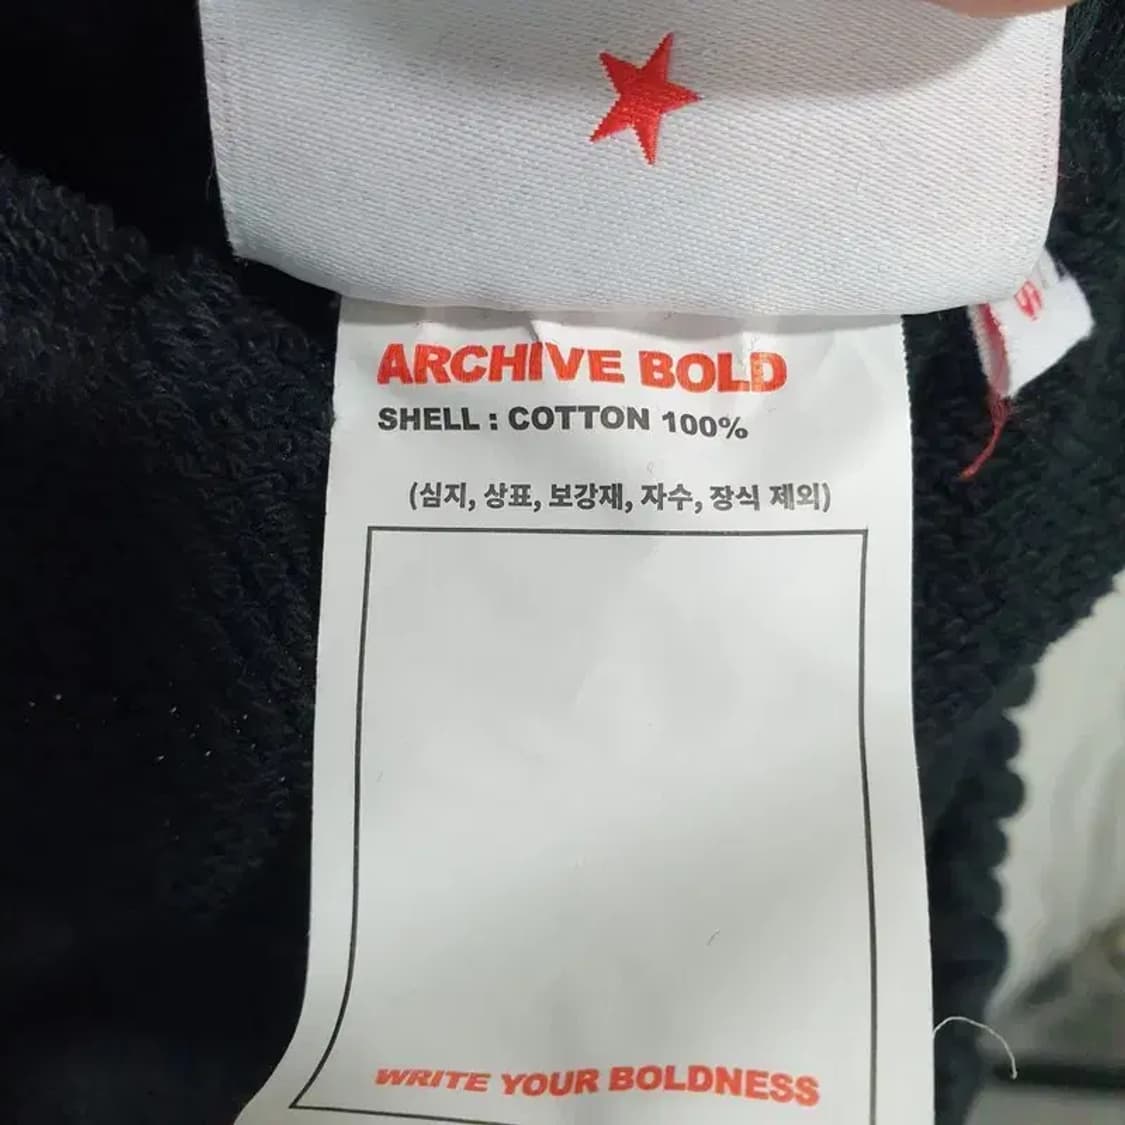 ARCHIVE BOLD
SHELL : COTTON 100%
(심지, 상표, 보강재, 자수, 장식 제외)
WRITE YOUR BOLDNESS